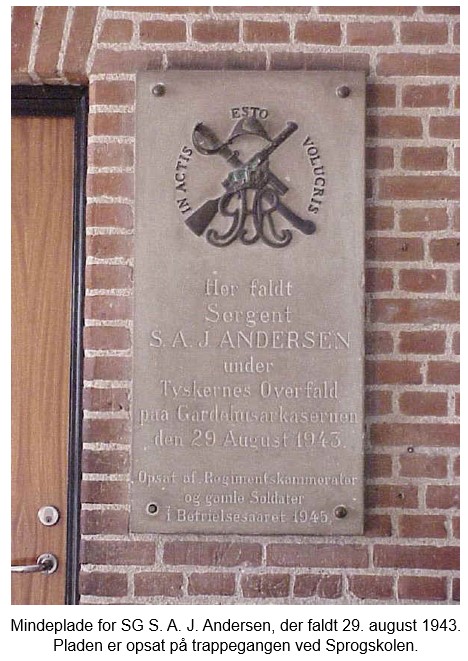 IN ACTIS ESTO VOLUCRIS
GHR
Her faldt
Sergent
S. A. J ANDERSEN
under
Tyskernes Overfald
paa Gardehusarkasernen
den 29 August 1943.
Opsat af Regimentskammerater
og gamle Soldater
i Befrielsesaaret 1945.
Mindeplade for SG S. A. J. Andersen, der faldt 29. august 1943.
Pladen er opsat på trappegangen ved Sprogskolen.